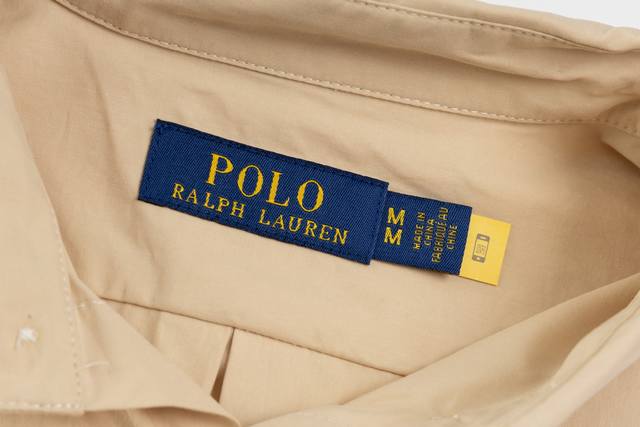 POLO
RALPH LAUREN
M
M
MADE IN
CHINA
FABRIQUÉ AU
CHINE